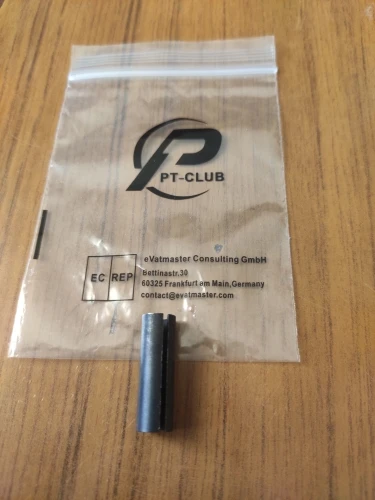 P
PT-CLUB
eVatmaster Consulting GmbH
Bettinastr.30
EC REP
60325 Frankfurt am Main,Germany
contact@evatmaster.com